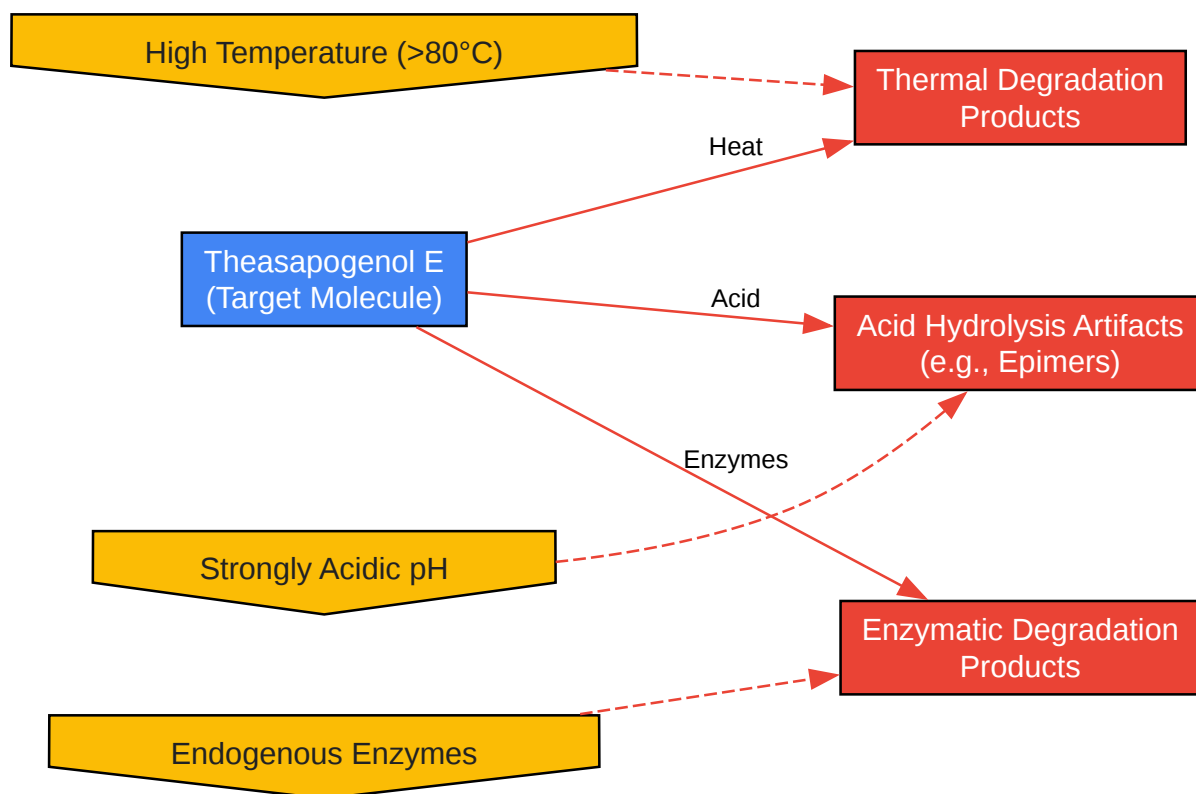 High Temperature (>80°C)
Thermal Degradation
Products
Heat
Theasapogenol E
(Target Molecule)
Acid
Acid Hydrolysis Artifacts
(e.g., Epimers)
Enzymes
Strongly Acidic pH
Enzymatic Degradation
Products
Endogenous Enzymes